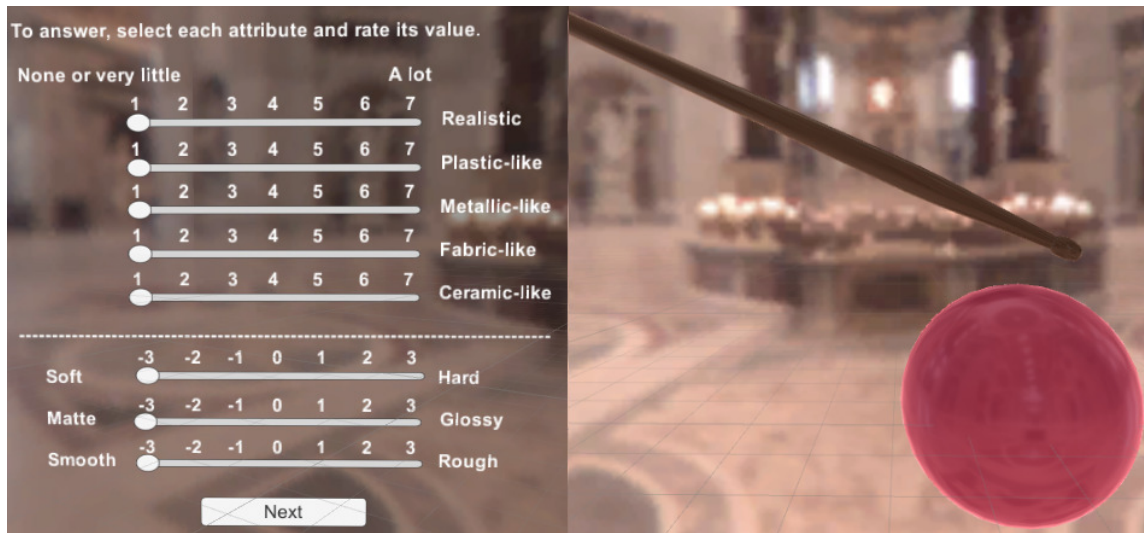 To answer, select each attribute and rate its value.
None or very little A lot
1 2 3 4 5 6 7
Realistic
1 2 3 4 5 6 7
Plastic-like
1 2 3 4 5 6 7
Metallic-like
1 2 3 4 5 6 7
Fabric-like
1 2 3 4 5 6 7
Ceramic-like
-3 -2 -1 0 1 2 3
Soft Hard
-3 -2 -1 0 1 2 3
Matte Glossy
-3 -2 -1 0 1 2 3
Smooth Rough
Next